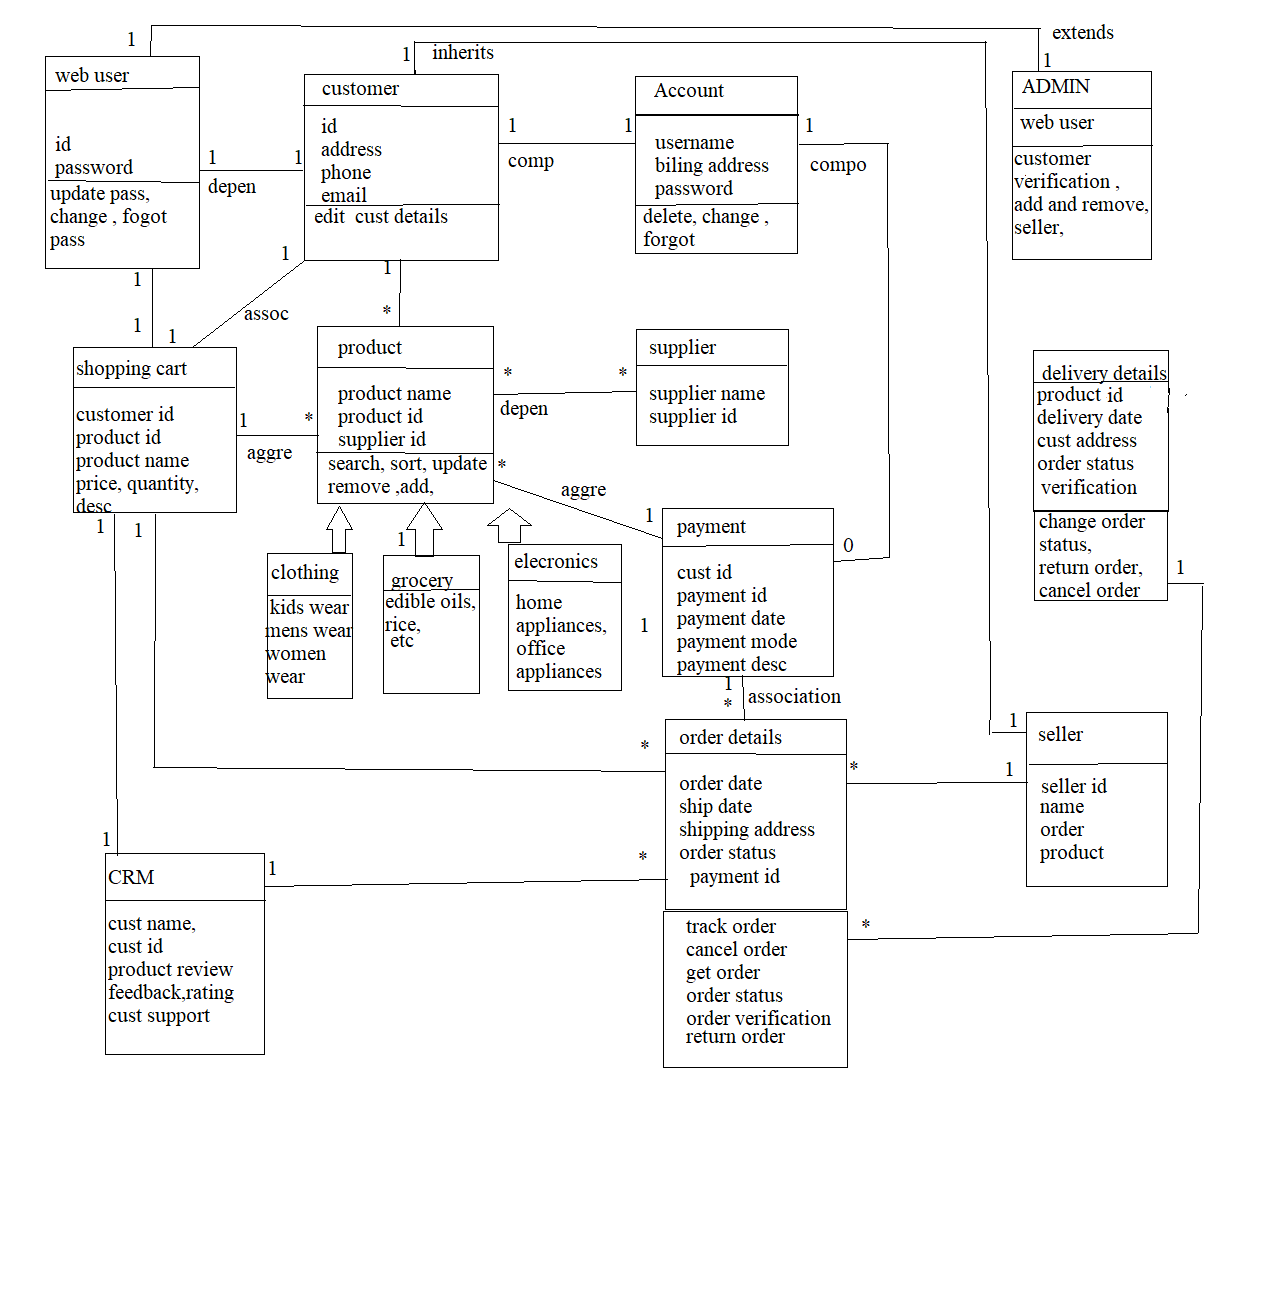 1
extends
1
inherits
1
web user
id
password
update pass,
change , fogot
pass
1
depen
1
customer
id
address
phone
email
edit cust details
1
comp
1
Account
username
biling address
password
delete, change ,
forgot
1
compo
ADMIN
web user
customer
verification ,
add and remove,
seller,
1
1
1
assoc
1
1
*
shopping cart
customer id
product id
product name
price, quantity,
desc
1
aggre
*
product
product name
product id
supplier id
search, sort, update
remove ,add,
*
depen
*
supplier
supplier name
supplier id
delivery details
product id
delivery date
cust address
order status
verification
change order
status,
return order,
cancel order
1
*
aggre
1
1
1
clothing
kids wear
mens wear
women
wear
1
grocery
edible oils,
rice,
etc
elecronics
home
appliances,
office
appliances
1
payment
cust id
payment id
payment date
payment mode
payment desc
0
1
*
association
*
order details
order date
ship date
shipping address
order status
payment id
track order
cancel order
get order
order status
order verification
return order
*
1
1
seller
seller id
name
order
product
1
CRM
cust name,
cust id
product review
feedback,rating
cust support
1
*
*